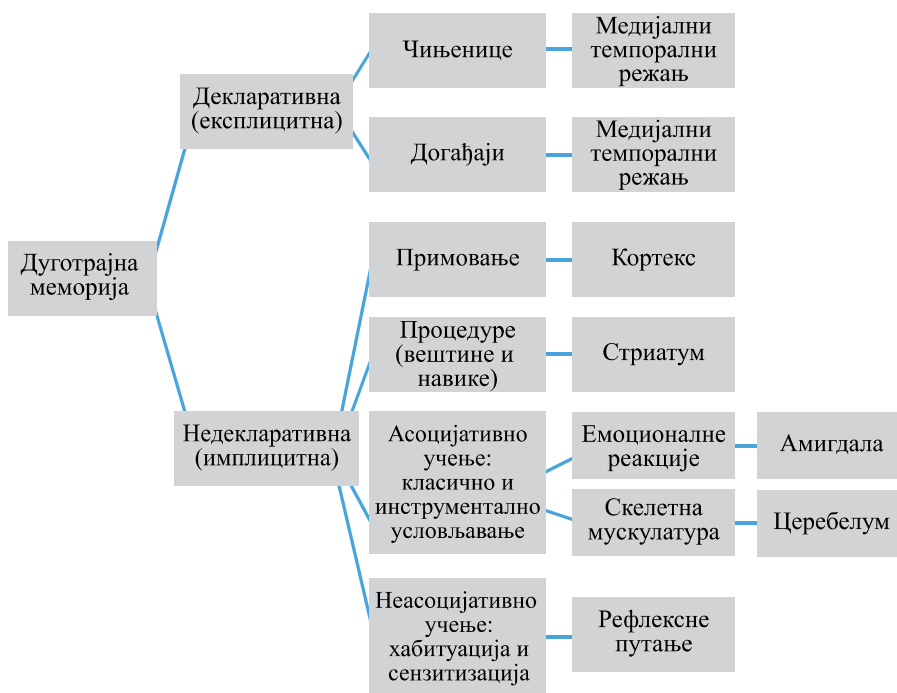 Дуготрајна
меморија
Декларативна
(експлицитна)
Чињенице
Медијални
темпорални
режањ
Догађаји
Медијални
темпорални
режањ
Недекларативна
(имплицитна)
Примовање
Кортекс
Процедуре
(вештине и
навике)
Стриатум
Асоцијативно
учење:
класично и
инструментално
условљавање
Емоционалне
реакције
Амигдала
Скелетна
мускулатура
Церебелум
Неасоцијативно
учење:
хабитуација и
сензитизација
Рефлексне
путање